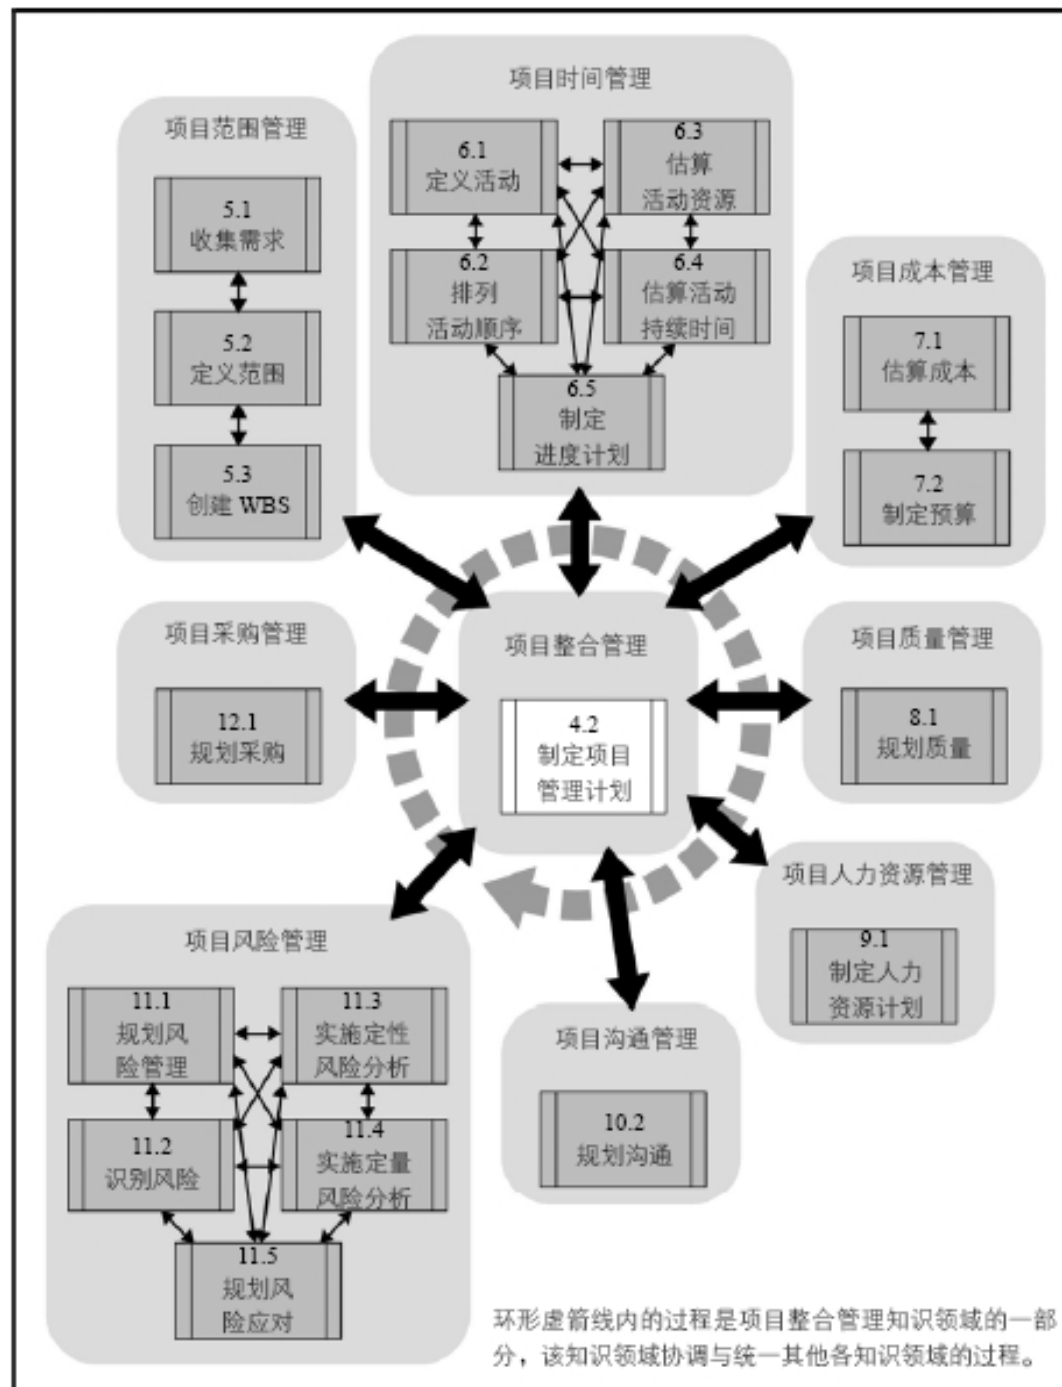 项目时间管理
6.1
定义活动
6.3
估算
活动资源
6.2
排列
活动顺序
6.4
估算活动
持续时间
6.5
制定
进度计划
项目范围管理
5.1
收集需求
5.2
定义范围
5.3
创建 WBS
项目成本管理
7.1
估算成本
7.2
制定预算
项目采购管理
12.1
规划采购
项目整合管理
4.2
制定项目
管理计划
项目质量管理
8.1
规划质量
项目人力资源管理
9.1
制定人力
资源计划
项目风险管理
11.1
规划风
险管理
11.3
实施定性
风险分析
11.2
识别风险
11.4
实施定量
风险分析
11.5
规划风
险应对
项目沟通管理
10.2
规划沟通
环形虚箭线内的过程是项目整合管理知识领域的一部
分，该知识领域协调与统一其他各知识领域的过程。